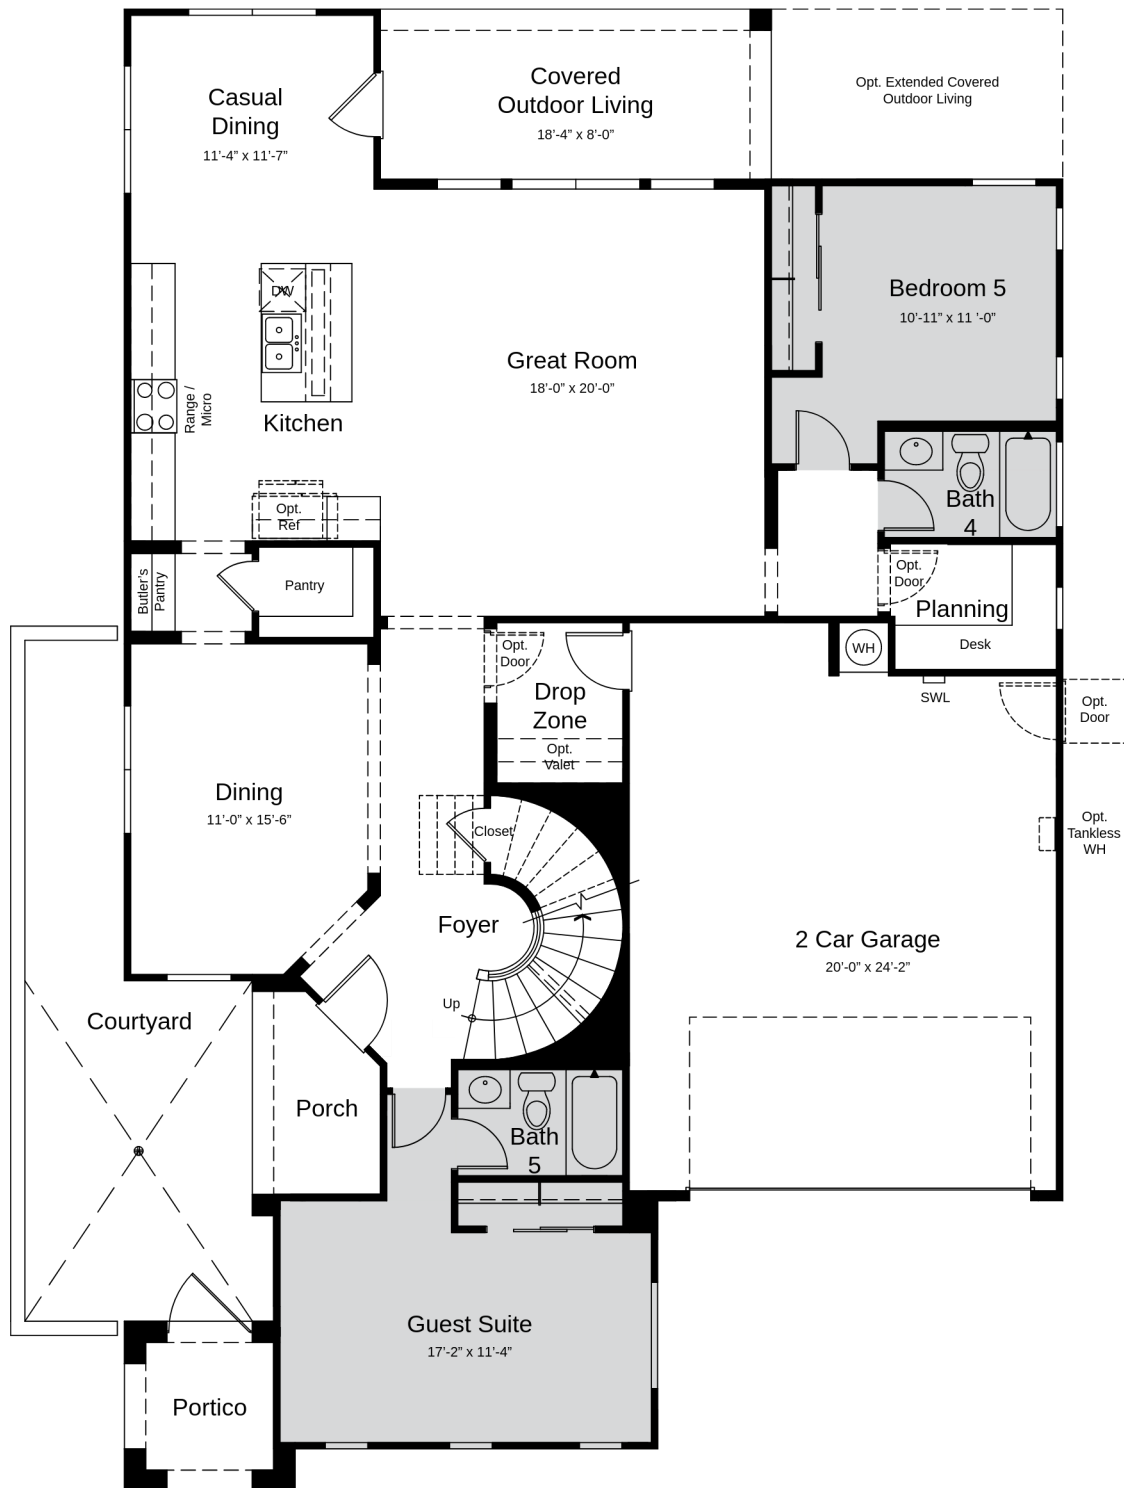 Casual
Dining
11'-4” x 11'-7”
Covered
Outdoor Living
18'-4” x 8'-0”
Opt. Extended Covered
Outdoor Living
DW
Range /
Micro
Kitchen
Great Room
18'-0” x 20'-0”
Bedroom 5
10'-11” x 11 '-0”
Opt.
Ref
Bath
4
Butler's
Pantry
Pantry
Opt.
Door
Planning
Desk
Opt.
Door
Drop
Zone
Opt.
Valet
WH
SWL
Opt.
Door
Dining
11'-0” x 15'-6”
Closet
Opt.
Tankless
WH
Foyer
2 Car Garage
20'-0” x 24'-2”
Up
Courtyard
Porch
Bath
5
Guest Suite
17'-2” x 11'-4”
Portico